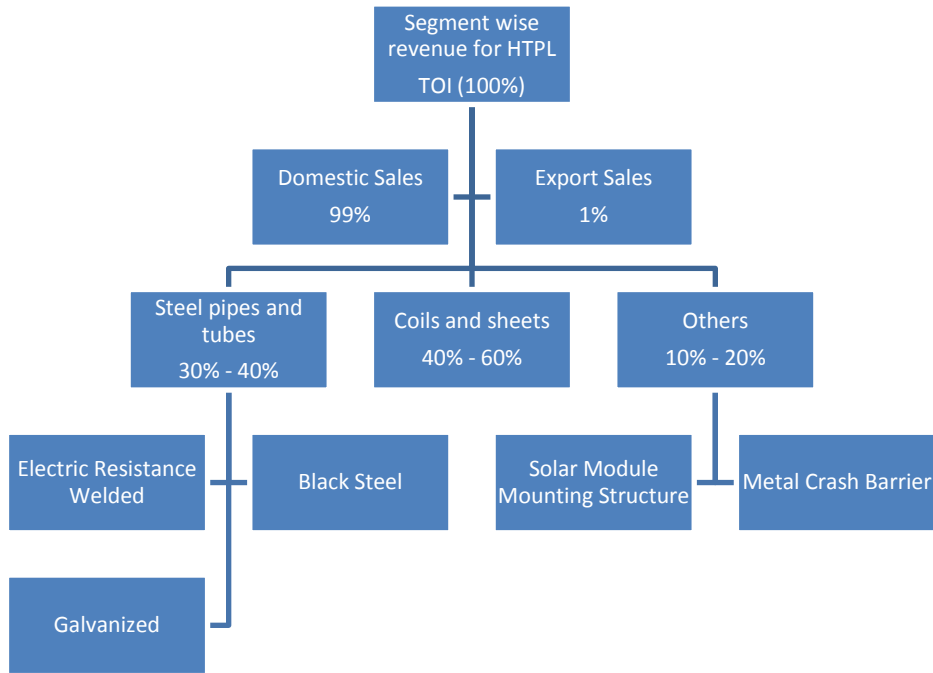 Segment wise
revenue for HTPL
TOI (100%)
Domestic Sales
99%
Export Sales
1%
Steel pipes and
tubes
30% - 40%
Coils and sheets
40% - 60%
Others
10% - 20%
Electric Resistance
Welded
Black Steel
Solar Module
Mounting Structure
Metal Crash Barrier
Galvanized